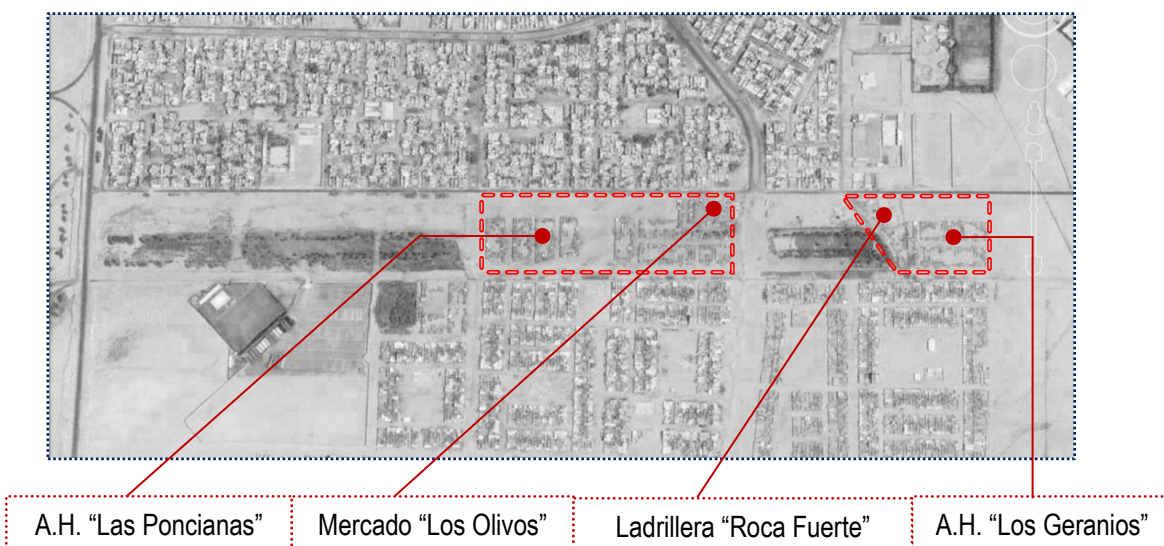 A.H. “Las Poncianas”
Mercado “Los Olivos”
Ladrillera “Roca Fuerte”
A.H. “Los Geranios”